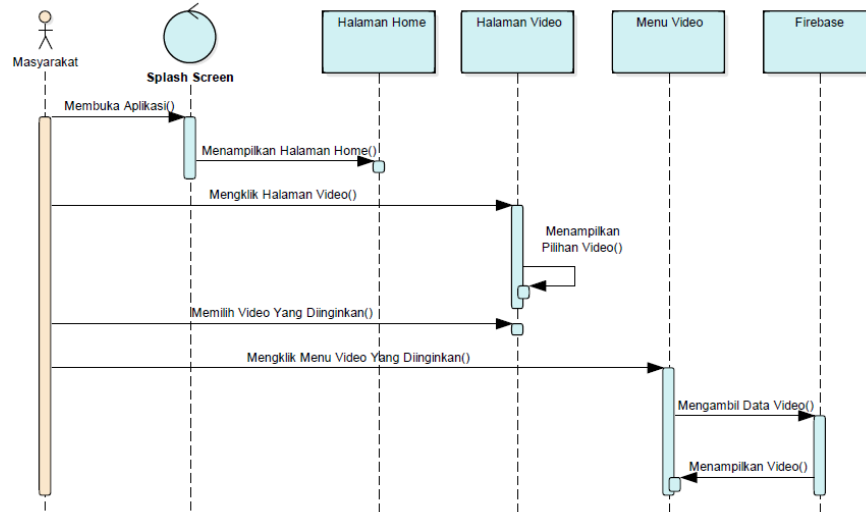 Halaman Home
Halaman Video
Menu Video
Firebase
Masyarakat
Splash Screen
Membuka Aplikasi()
Menampilkan Halaman Home()
Mengklik Halaman Video()
Menampilkan
Pilihan Video()
Memilih Video Yang Diinginkan()
Mengklik Menu Video Yang Diinginkan()
Mengambil Data Video()
Menampilkan Video()